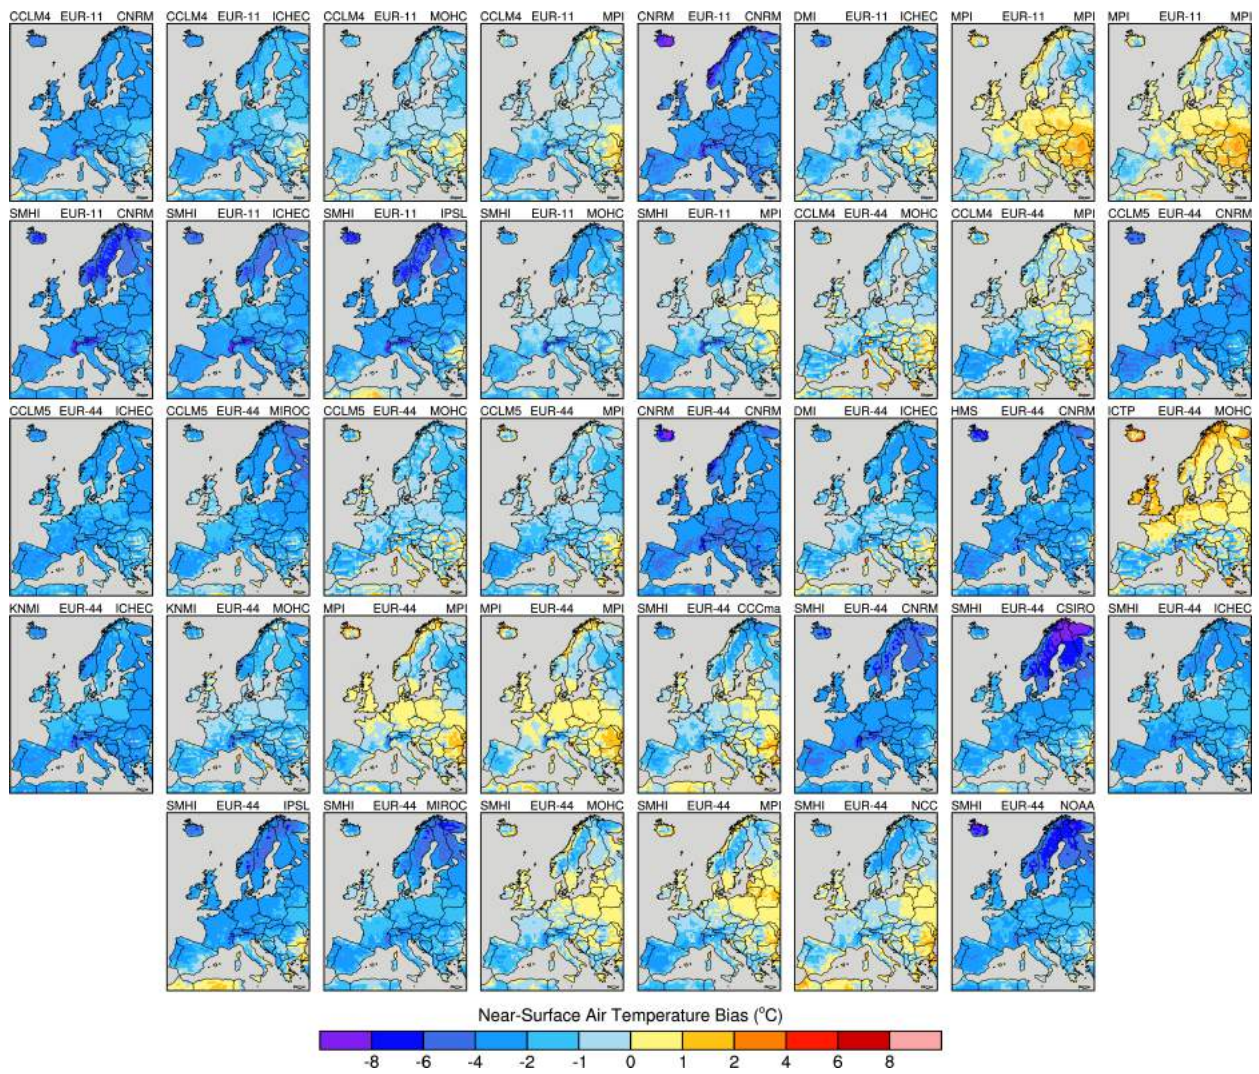 CCLM4 EUR-11 CNRM CCLM4 EUR-11 ICHEC CCLM4 EUR-11 MOHC CCLM4 EUR-11 MPI CNRM EUR-11 CNRM DMI EUR-11 ICHEC MPI EUR-11 MPI MPI EUR-11 MPI
SMHI EUR-11 CNRM SMHI EUR-11 ICHEC SMHI EUR-11 IPSL SMHI EUR-11 MOHC SMHI EUR-11 MPI CCLM4 EUR-44 MOHC CCLM4 EUR-44 MPI CCLM5 EUR-44 CNRM
CCLM5 EUR-44 ICHEC CCLM5 EUR-44 MIROC CCLM5 EUR-44 MOHC CCLM5 EUR-44 MPI CNRM EUR-44 CNRM DMI EUR-44 ICHEC HMS EUR-44 CNRM ICTP EUR-44 MOHC
KNMI EUR-44 ICHEC KNMI EUR-44 MOHC MPI EUR-44 MPI MPI EUR-44 MPI SMHI EUR-44 CCCma SMHI EUR-44 CNRM SMHI EUR-44 CSIRO SMHI EUR-44 ICHEC
SMHI EUR-44 IPSL SMHI EUR-44 MIROC SMHI EUR-44 MOHC SMHI EUR-44 MPI SMHI EUR-44 NCC SMHI EUR-44 NOAA
Near-Surface Air Temperature Bias (°C)
-8 -6 -4 -2 -1 0 1 2 4 6 8